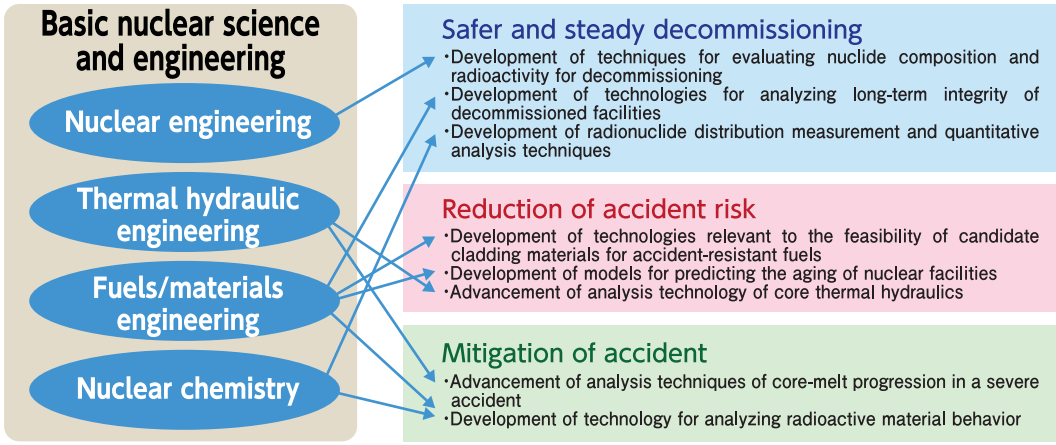 Basic nuclear science
and engineering
Nuclear engineering
Thermal hydraulic
engineering
Fuels/materials
engineering
Nuclear chemistry
Safer and steady decommissioning
・Development of techniques for evaluating nuclide composition and
radioactivity for decommissioning
・Development of technologies for analyzing long-term integrity of
decommissioned facilities
・Development of radionuclide distribution measurement and quantitative
analysis techniques
Reduction of accident risk
・Development of technologies relevant to the feasibility of candidate
cladding materials for accident-resistant fuels
・Development of models for predicting the aging of nuclear facilities
・Advancement of analysis technology of core thermal hydraulics
Mitigation of accident
・Advancement of analysis techniques of core-melt progression in a severe
accident
・Development of technology for analyzing radioactive material behavior